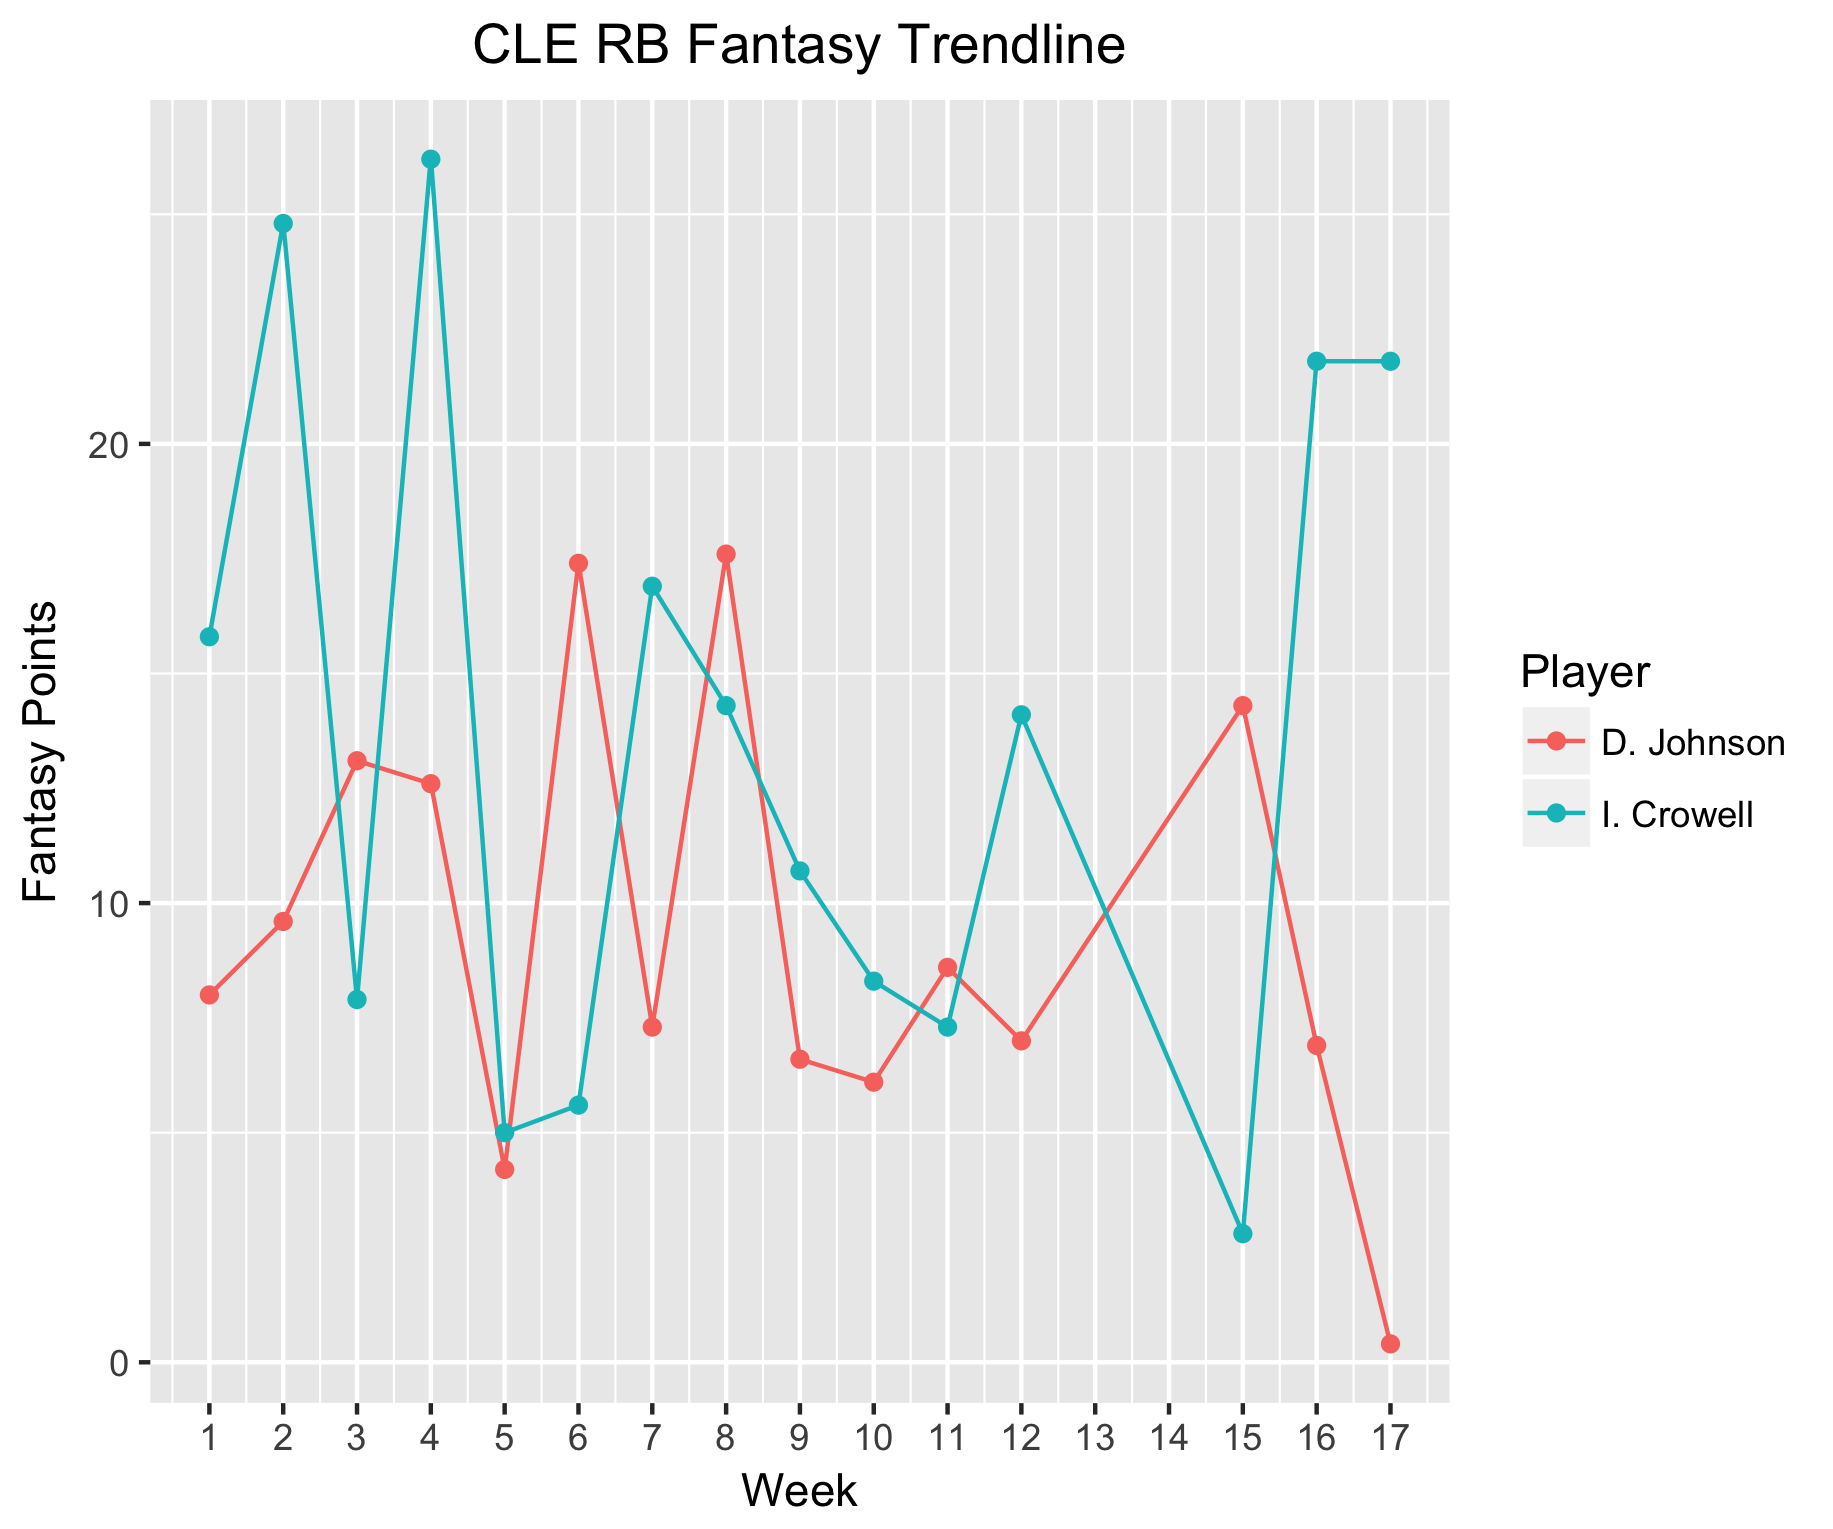 CLE RB Fantasy Trendline
Fantasy Points
20
10
0
1 2 3 4 5 6 7 8 9 10 11 12 13 14 15 16 17
Week
Player
D. Johnson
I. Crowell